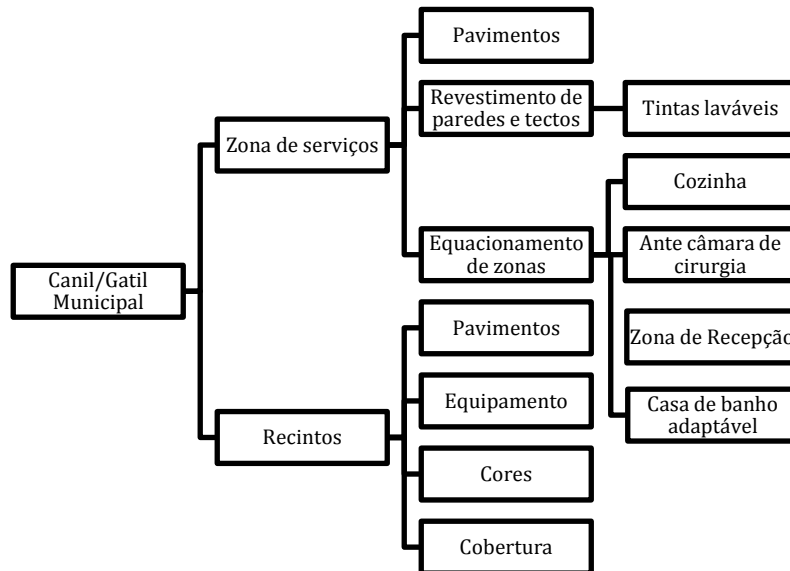 Pavimentos
Revestimento de
paredes e tectos
Tintas laváveis
Zona de serviços
Cozinha
Equacionamento
de zonas
Ante câmara de
cirurgia
Canil/Gatil
Municipal
Pavimentos
Zona de Recepção
Equipamento
Casa de banho
adaptável
Recintos
Cores
Cobertura